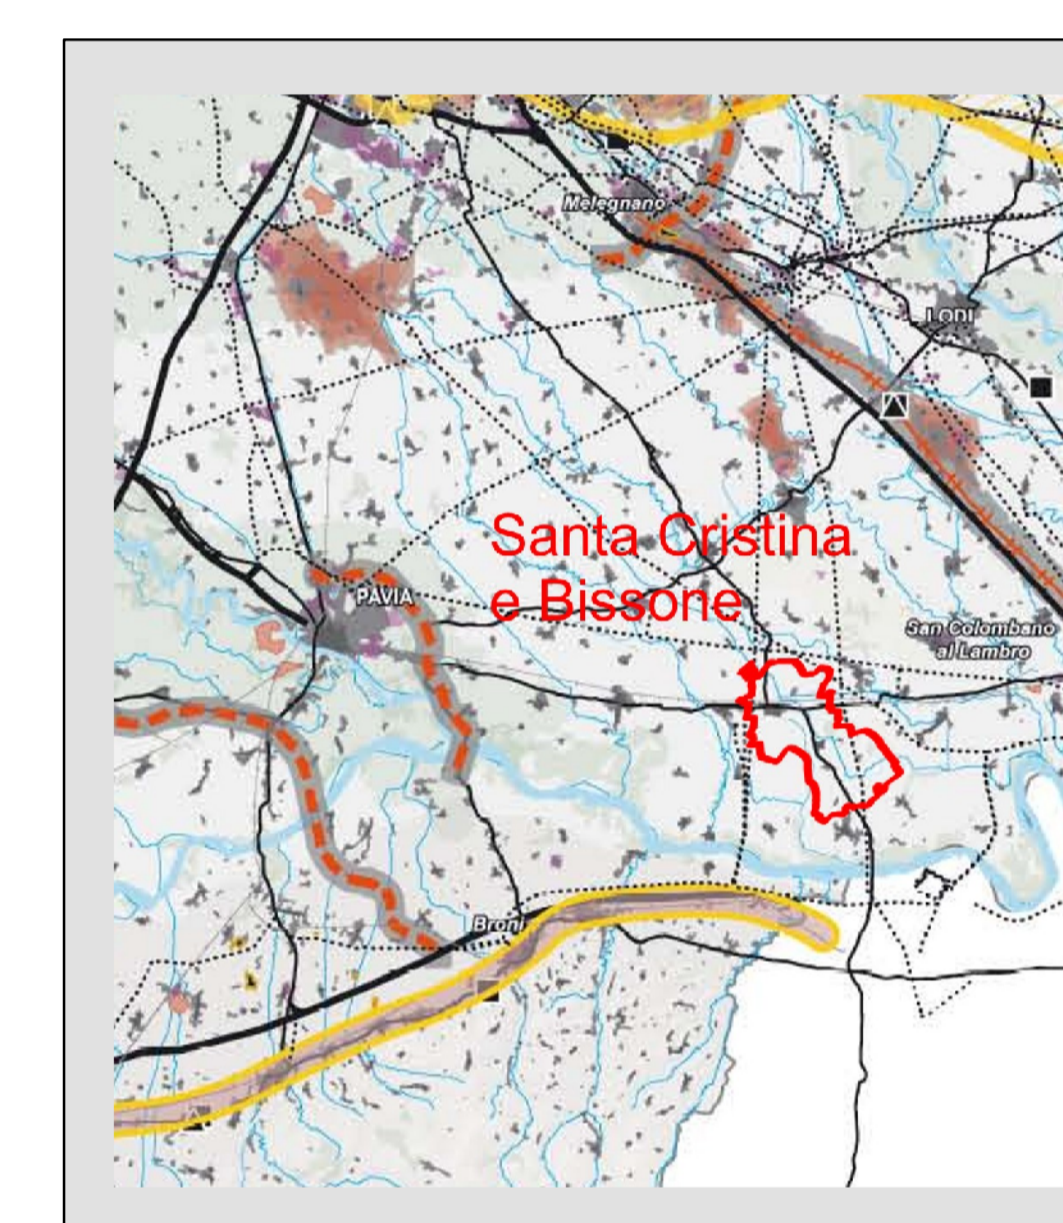 Melegnano
LODI
Santa Cristina
e Bissone
PAVIA
San Colombano
al Lambro
Broni